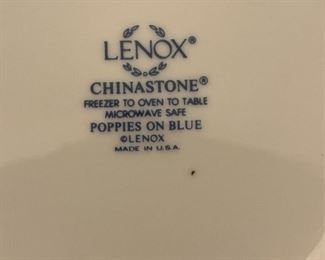 LENOX®
CHINASTONE®
FREEZER TO OVEN TO TABLE
MICROWAVE SAFE
POPPIES ON BLUE
©LENOX
MADE IN U.S.A.